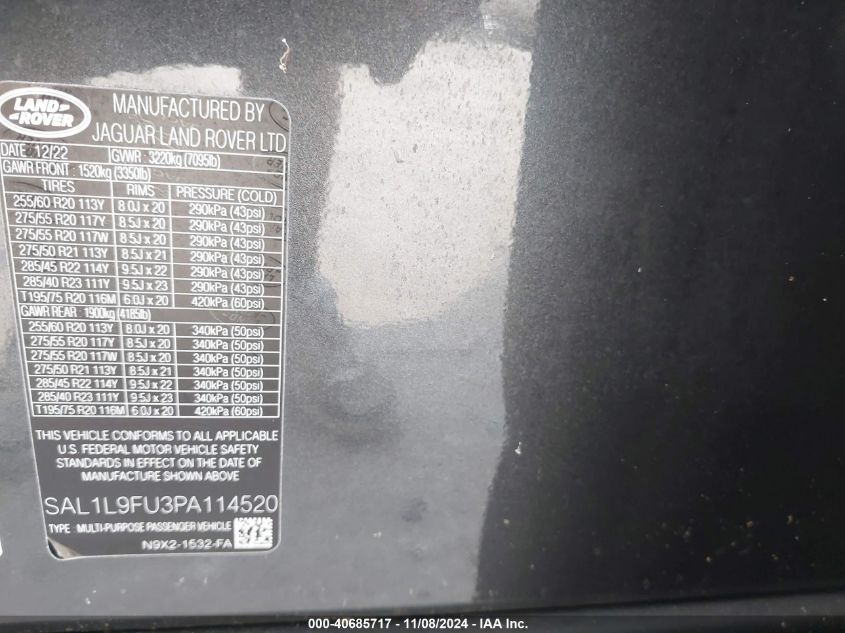 LAND-
-ROVER
MANUFACTURED BY
JAGUAR LAND ROVER LTD
DATE : 12/22 GVWR : 3220kg (7095lb)
GAWR FRONT : 1520kg (3350lb)
TIRES RIMS PRESSURE (COLD)
255/60 R20 113Y 8.0J x 20 290kPa (43psi)
275/55 R20 117Y 8.5J x 20 290kPa (43psi)
275/55 R20 117W 8.5J x 20 290kPa (43psi)
275/50 R21 113Y 8.5J x 21 290kPa (43psi)
285/45 R22 114Y 9.5J x 22 290kPa (43psi)
285/40 R23 111Y 9.5J x 23 290kPa (43psi)
T195/75 R20 116M 6.0J x 20 420kPa (60psi)
GAWR REAR : 1900kg (4185lb)
255/60 R20 113Y 8.0J x 20 340kPa (50psi)
275/55 R20 117Y 8.5J x 20 340kPa (50psi)
275/55 R20 117W 8.5J x 20 340kPa (50psi)
275/50 R21 113Y 8.5J x 21 340kPa (50psi)
285/45 R22 114Y 9.5J x 22 340kPa (50psi)
285/40 R23 111Y 9.5J x 23 340kPa (50psi)
T195/75 R20 116M 6.0J x 20 420kPa (60psi)
THIS VEHICLE CONFORMS TO ALL APPLICABLE
U.S. FEDERAL MOTOR VEHICLE SAFETY
STANDARDS IN EFFECT ON THE DATE OF
MANUFACTURE SHOWN ABOVE
SAL1L9FU3PA114520
TYPE : MULTI-PURPOSE PASSENGER VEHICLE
N9X2-1532-FA
000-40685717 - 11/08/2024 - IAA Inc.